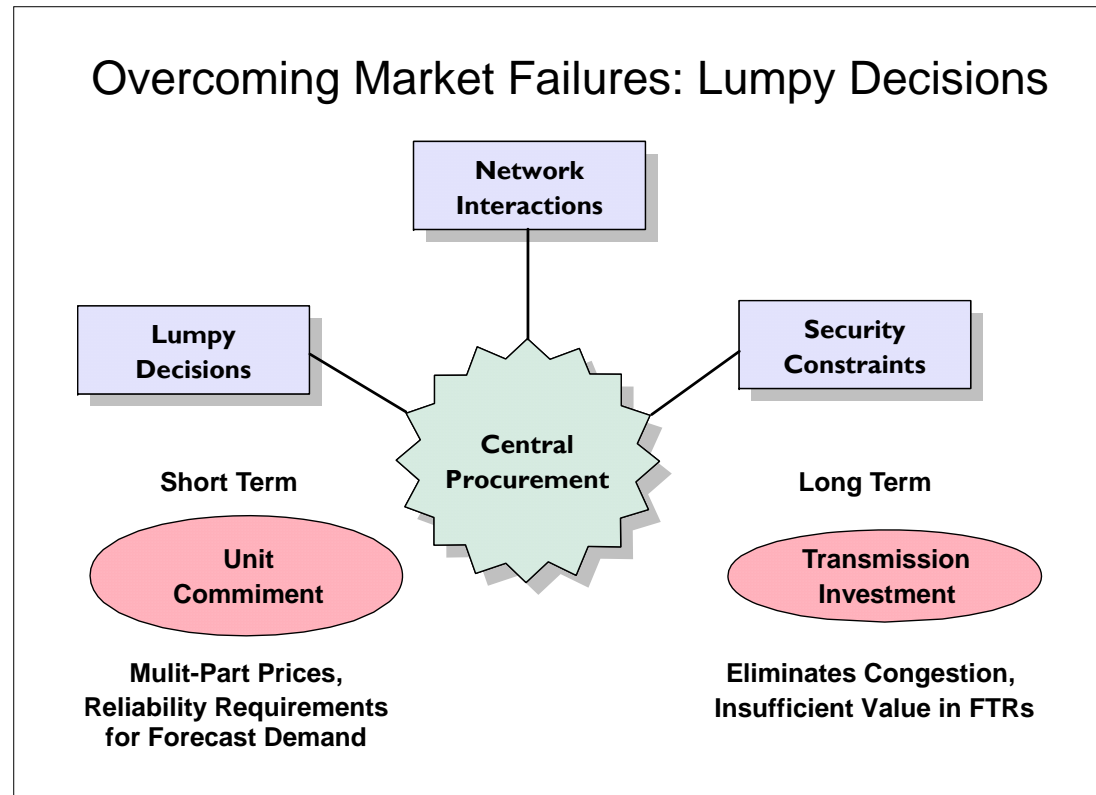 Overcoming Market Failures: Lumpy Decisions
Network
Interactions
Lumpy
Decisions
Security
Constraints
Central
Procurement
Short Term
Long Term
Unit
Commiment
Transmission
Investment
Mulit-Part Prices,
Reliability Requirements
for Forecast Demand
Eliminates Congestion,
Insufficient Value in FTRs